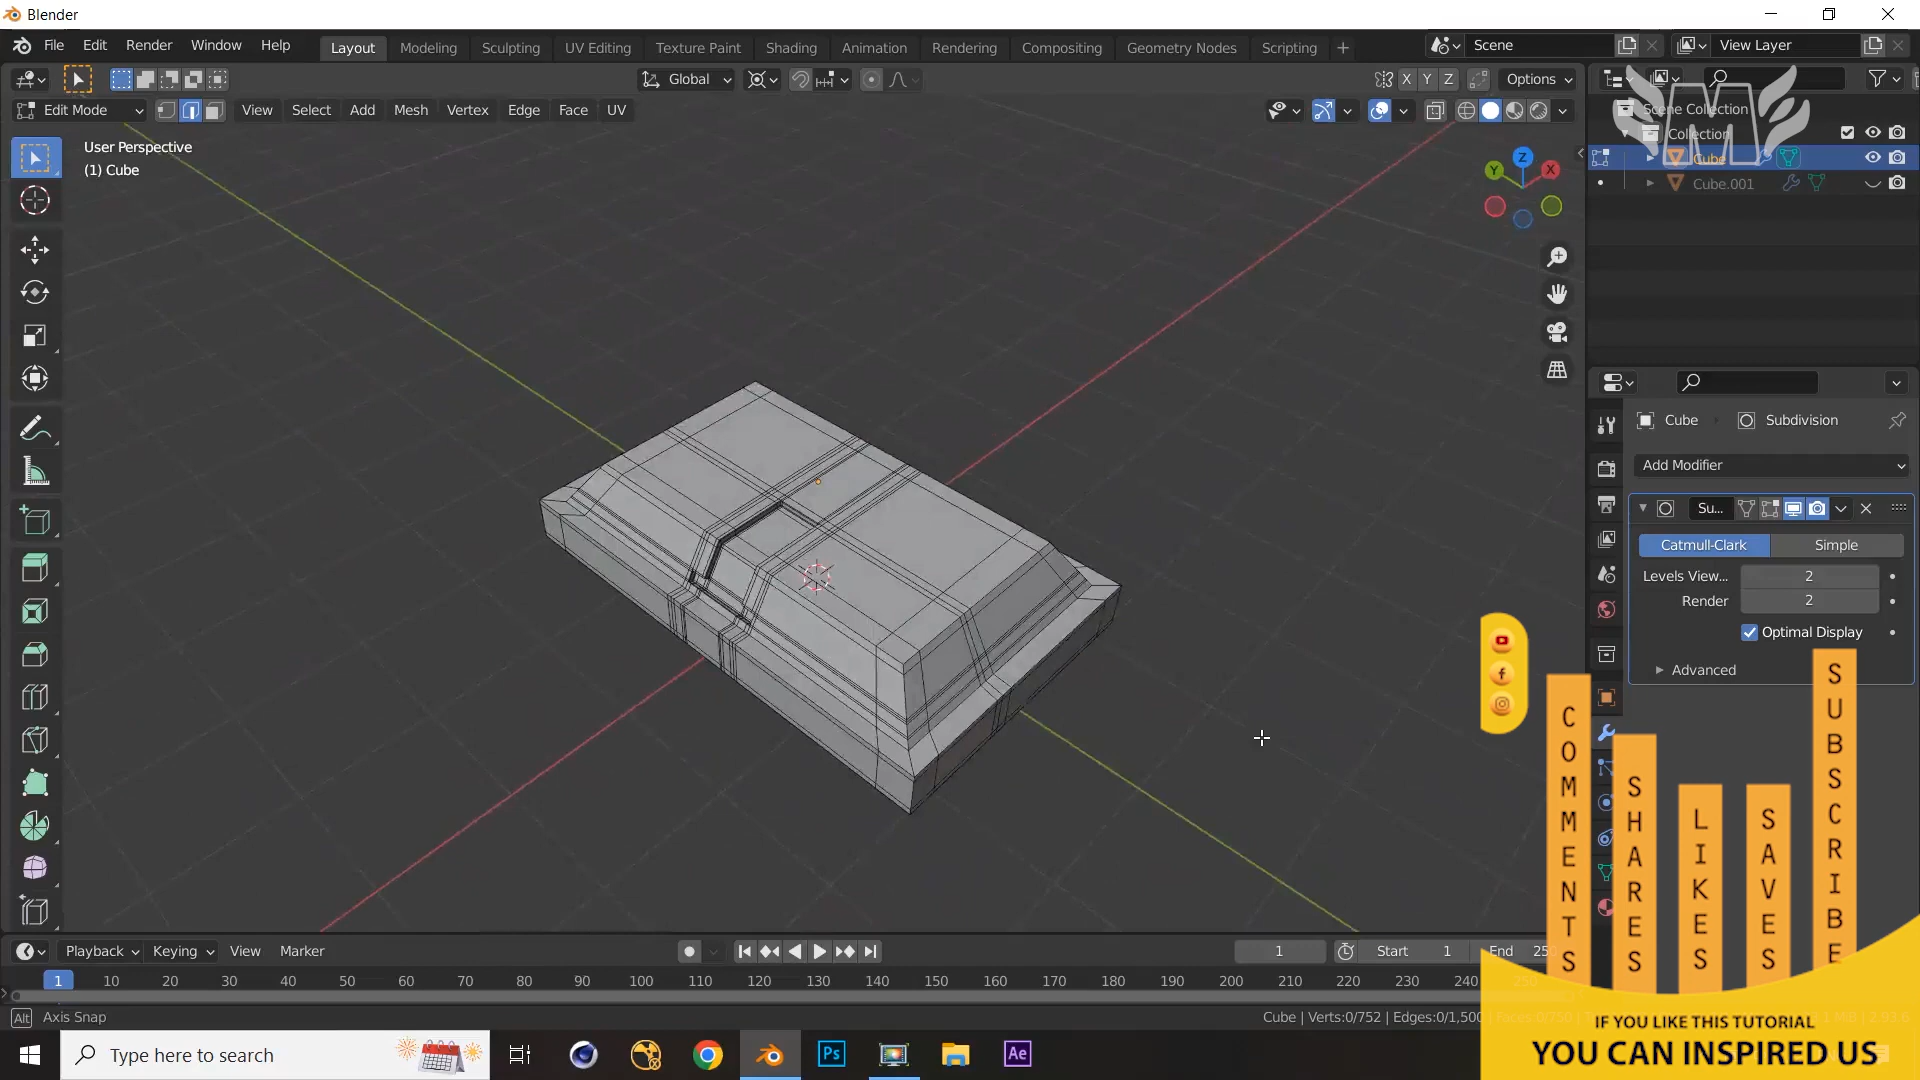 Blender
File Edit Render Window Help Layout Modeling Sculpting UV Editing Texture Paint Shading Animation Rendering Compositing Geometry Nodes Scripting + Scene View Layer
Global X Y Z Options
Edit Mode View Select Add Mesh Vertex Edge Face UV
Scene Collection
Collection
Cube
Cube.001
User Perspective
(1) Cube
Z
Y
X
Cube Subdivision
Add Modifier
Su...
Catmull-Clark Simple
Levels View... 2
Render 2
Optimal Display
Advanced
COMMENTS
SHARES
LIKES
SAVES
SUBSCRIBE
Playback Keying View Marker 1 Start 1 End 25
1 10 20 30 40 50 60 70 80 90 100 110 120 130 140 150 160 170 180 190 200 210 220 230 240 250
Alt Axis Snap Cube | Verts:0/752 | Edges:0/1,500
IF YOU LIKE THIS TUTORIAL
YOU CAN INSPIRED US
Type here to search
Ps
Ae